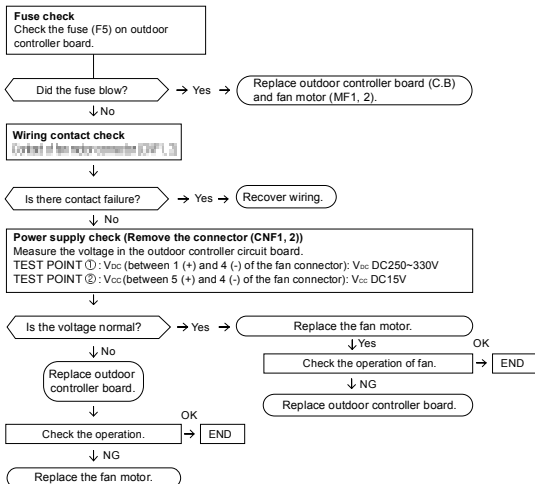 Fuse check
Check the fuse (F5) on outdoor
controller board.
Did the fuse blow?
→ Yes →
Replace outdoor controller board (C.B)
and fan motor (MF1, 2).
↓ No
Wiring contact check
Is there contact failure?
→ Yes →
Recover wiring.
↓ No
Power supply check (Remove the connector (CNF1, 2))
Measure the voltage in the outdoor controller circuit board.
TEST POINT ① : VDC (between 1 (+) and 4 (-) of the fan connector): VDC DC250~330V
TEST POINT ② : VCC (between 5 (+) and 4 (-) of the fan connector): VCC DC15V
Is the voltage normal?
→ Yes →
Replace the fan motor.
↓ Yes
OK
Check the operation of fan.
→ END
↓ NG
Replace outdoor controller board.
↓ No
Replace outdoor
controller board.
↓
OK
Check the operation.
→ END
↓ NG
Replace the fan motor.